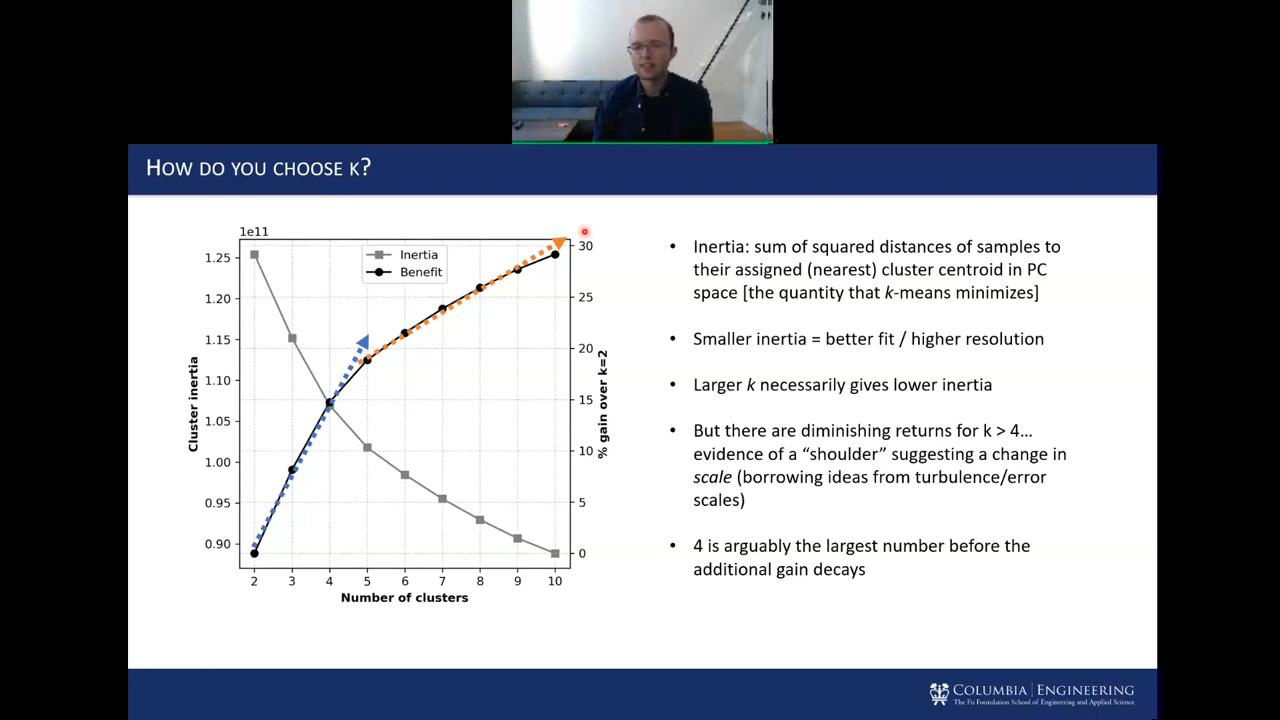 HOW DO YOU CHOOSE K?
1e11
Inertia
Benefit
1.25
1.20
1.15
1.10
1.05
1.00
0.95
0.90
30
25
20
15
10
5
0
2 3 4 5 6 7 8 9 10
Cluster inertia
% gain over k=2
Number of clusters
• Inertia: sum of squared distances of samples to
their assigned (nearest) cluster centroid in PC
space [the quantity that k-means minimizes]
• Smaller inertia = better fit / higher resolution
• Larger k necessarily gives lower inertia
• But there are diminishing returns for k > 4…
evidence of a “shoulder” suggesting a change in
scale (borrowing ideas from turbulence/error
scales)
• 4 is arguably the largest number before the
additional gain decays
COLUMBIA | ENGINEERING
The Fu Foundation School of Engineering and Applied Science